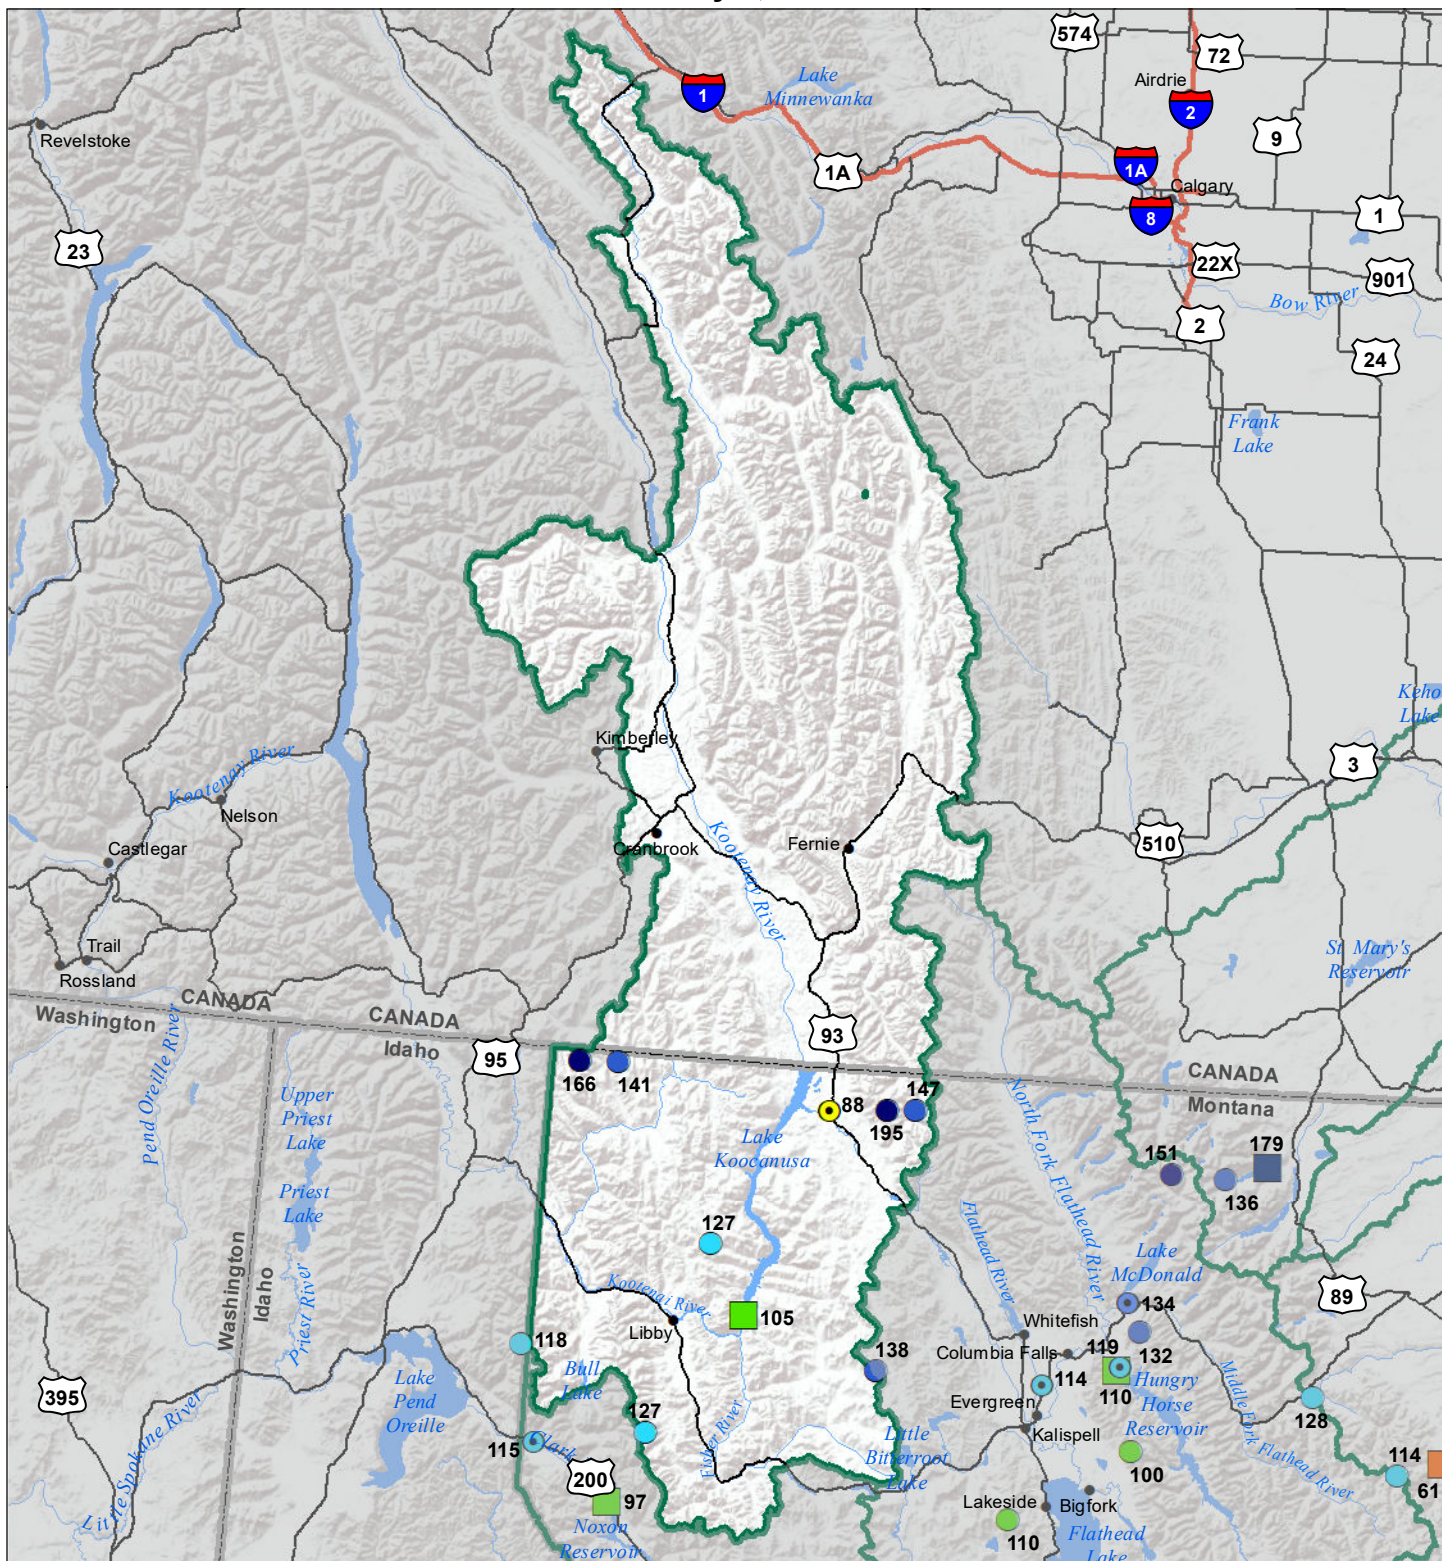 574
72
Airdrie
Lake
Minnewanka
1
2
9
Revelstoke
1A
1A
Calgary
8
1
23
22X
901
Bow River
2
24
Frank
Lake
Keho
Lake
Kimberley
3
Kootenay River
Nelson
Cranbrook
Kootenay River
Fernie
510
Castlegar
Trail
Rossland
St. Mary's
Reservoir
CANADA
Washington
CANADA
Idaho
95
93
CANADA
Montana
166
141
88
195
147
Pend Oreille River
Upper
Priest
Lake
Priest
Lake
Lake
Koocanusa
North Fork Flathead River
151
136
179
127
Flathead River
Lake
McDonald
Washington
Idaho
Priest River
Kootenai River
105
Libby
134
89
Whitefish
Columbia Falls
119
132
110
118
Bull
Lake
138
114
Hungry
Horse
Reservoir
Middle Fork Flathead River
128
395
Lake
Pend
Oreille
Evergreen
Kalispell
Little Spokane River
115
Clark
127
Fisher River
Little
Bitterroot
Lake
100
114
61
200
97
Noxon
Reservoir
Lakeside
Bigfork
110
Flathead
Lake